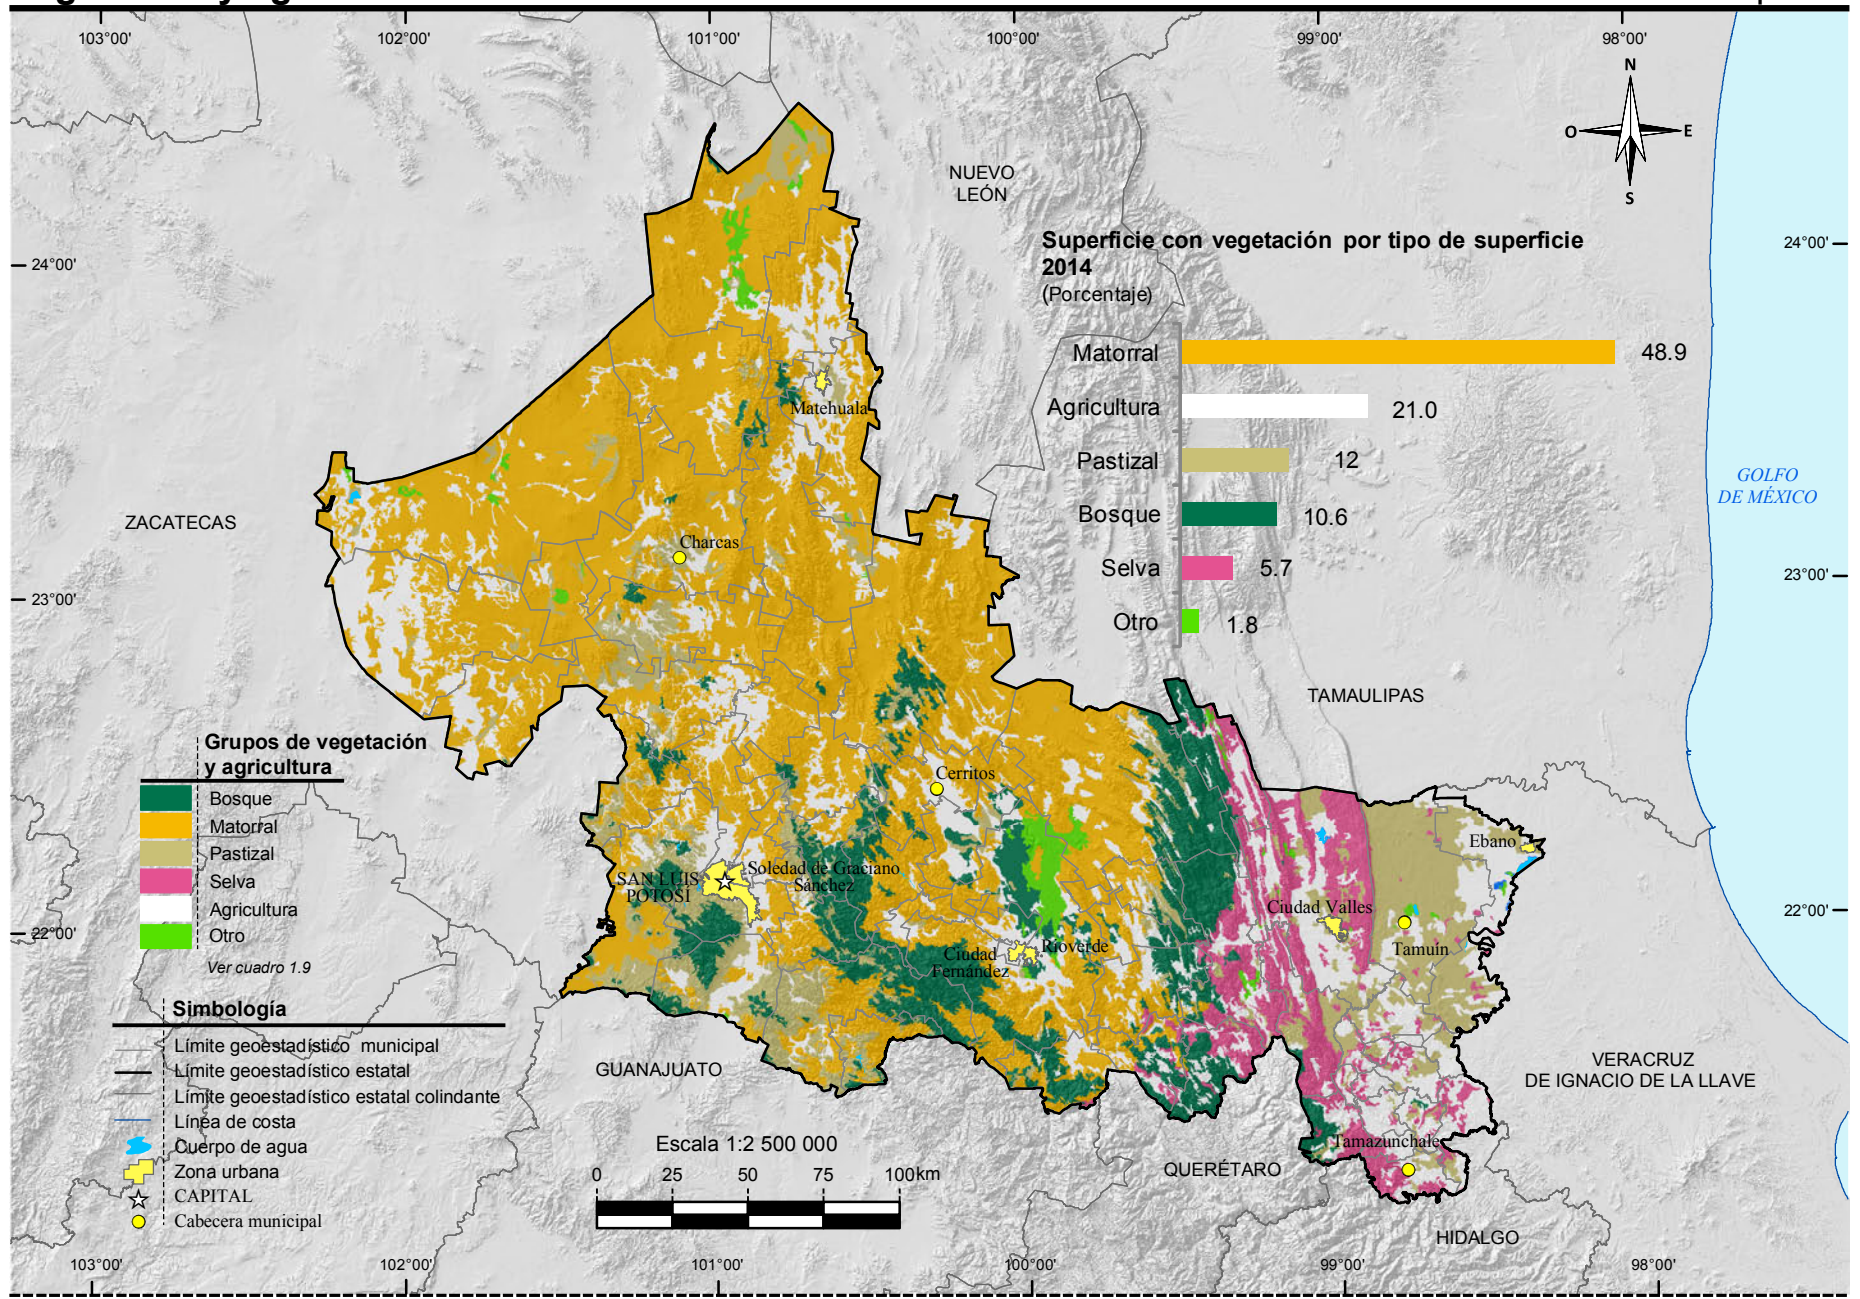 103°00'
102°00'
101°00'
100°00'
99°00'
98°00'
N
O
E
S
NUEVO
LEÓN
24°00'
24°00'
Superficie con vegetación por tipo de superficie
2014
(Porcentaje)
Matorral
48.9
Agricultura
21.0
Pastizal
12
Bosque
10.6
Selva
5.7
Otro
1.8
Matehuala
GOLFO
DE MÉXICO
ZACATECAS
Charcas
23°00'
23°00'
TAMAULIPAS
Grupos de vegetación
y agricultura
Bosque
Matorral
Pastizal
Selva
Agricultura
Otro
Ver cuadro 1.9
Cerritos
Ebano
Soledad de Graciano
Sánchez
SAN LUIS
POTOSÍ
Ciudad Valles
Tamuín
22°00'
22°00'
Ciudad
Fernández
Rioverde
Simbología
Límite geoestadístico municipal
Límite geoestadístico estatal
Límite geoestadístico estatal colindante
Línea de costa
Cuerpo de agua
Zona urbana
CAPITAL
Cabecera municipal
GUANAJUATO
VERACRUZ
DE IGNACIO DE LA LLAVE
Escala 1:2 500 000
0 25 50 75 100km
Tamazunchale
QUERÉTARO
HIDALGO
103°00'
102°00'
101°00'
100°00'
99°00'
98°00'